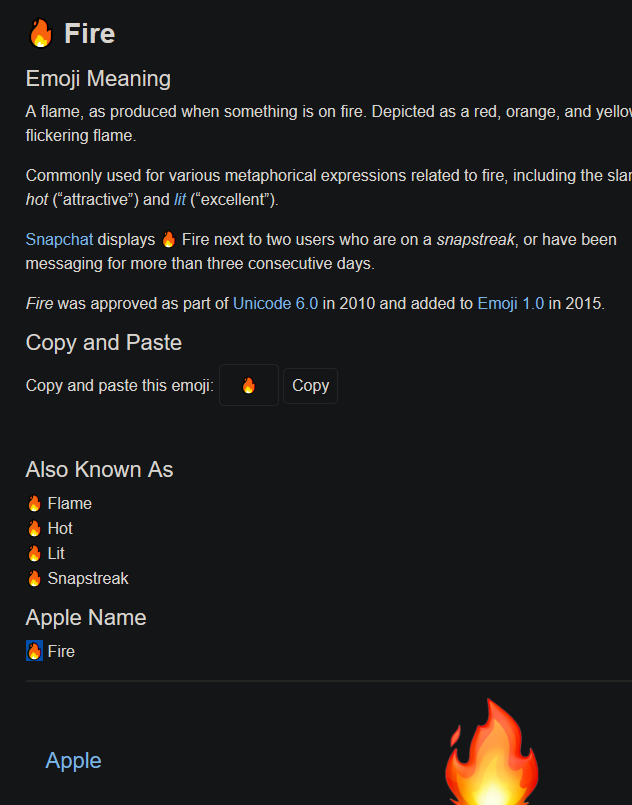 🔥 Fire
Emoji Meaning
A flame, as produced when something is on fire. Depicted as a red, orange, and
flickering flame.
Commonly used for various metaphorical expressions related to fire, including the
hot (“attractive”) and lit (“excellent”).
Snapchat displays 🔥 Fire next to two users who are on a snapstreak, or have been
messaging for more than three consecutive days.
Fire was approved as part of Unicode 6.0 in 2010 and added to Emoji 1.0 in 2015.
Copy and Paste
Copy and paste this emoji: 🔥 Copy
Also Known As
🔥 Flame
🔥 Hot
🔥 Lit
🔥 Snapstreak
Apple Name
🔥 Fire
Apple